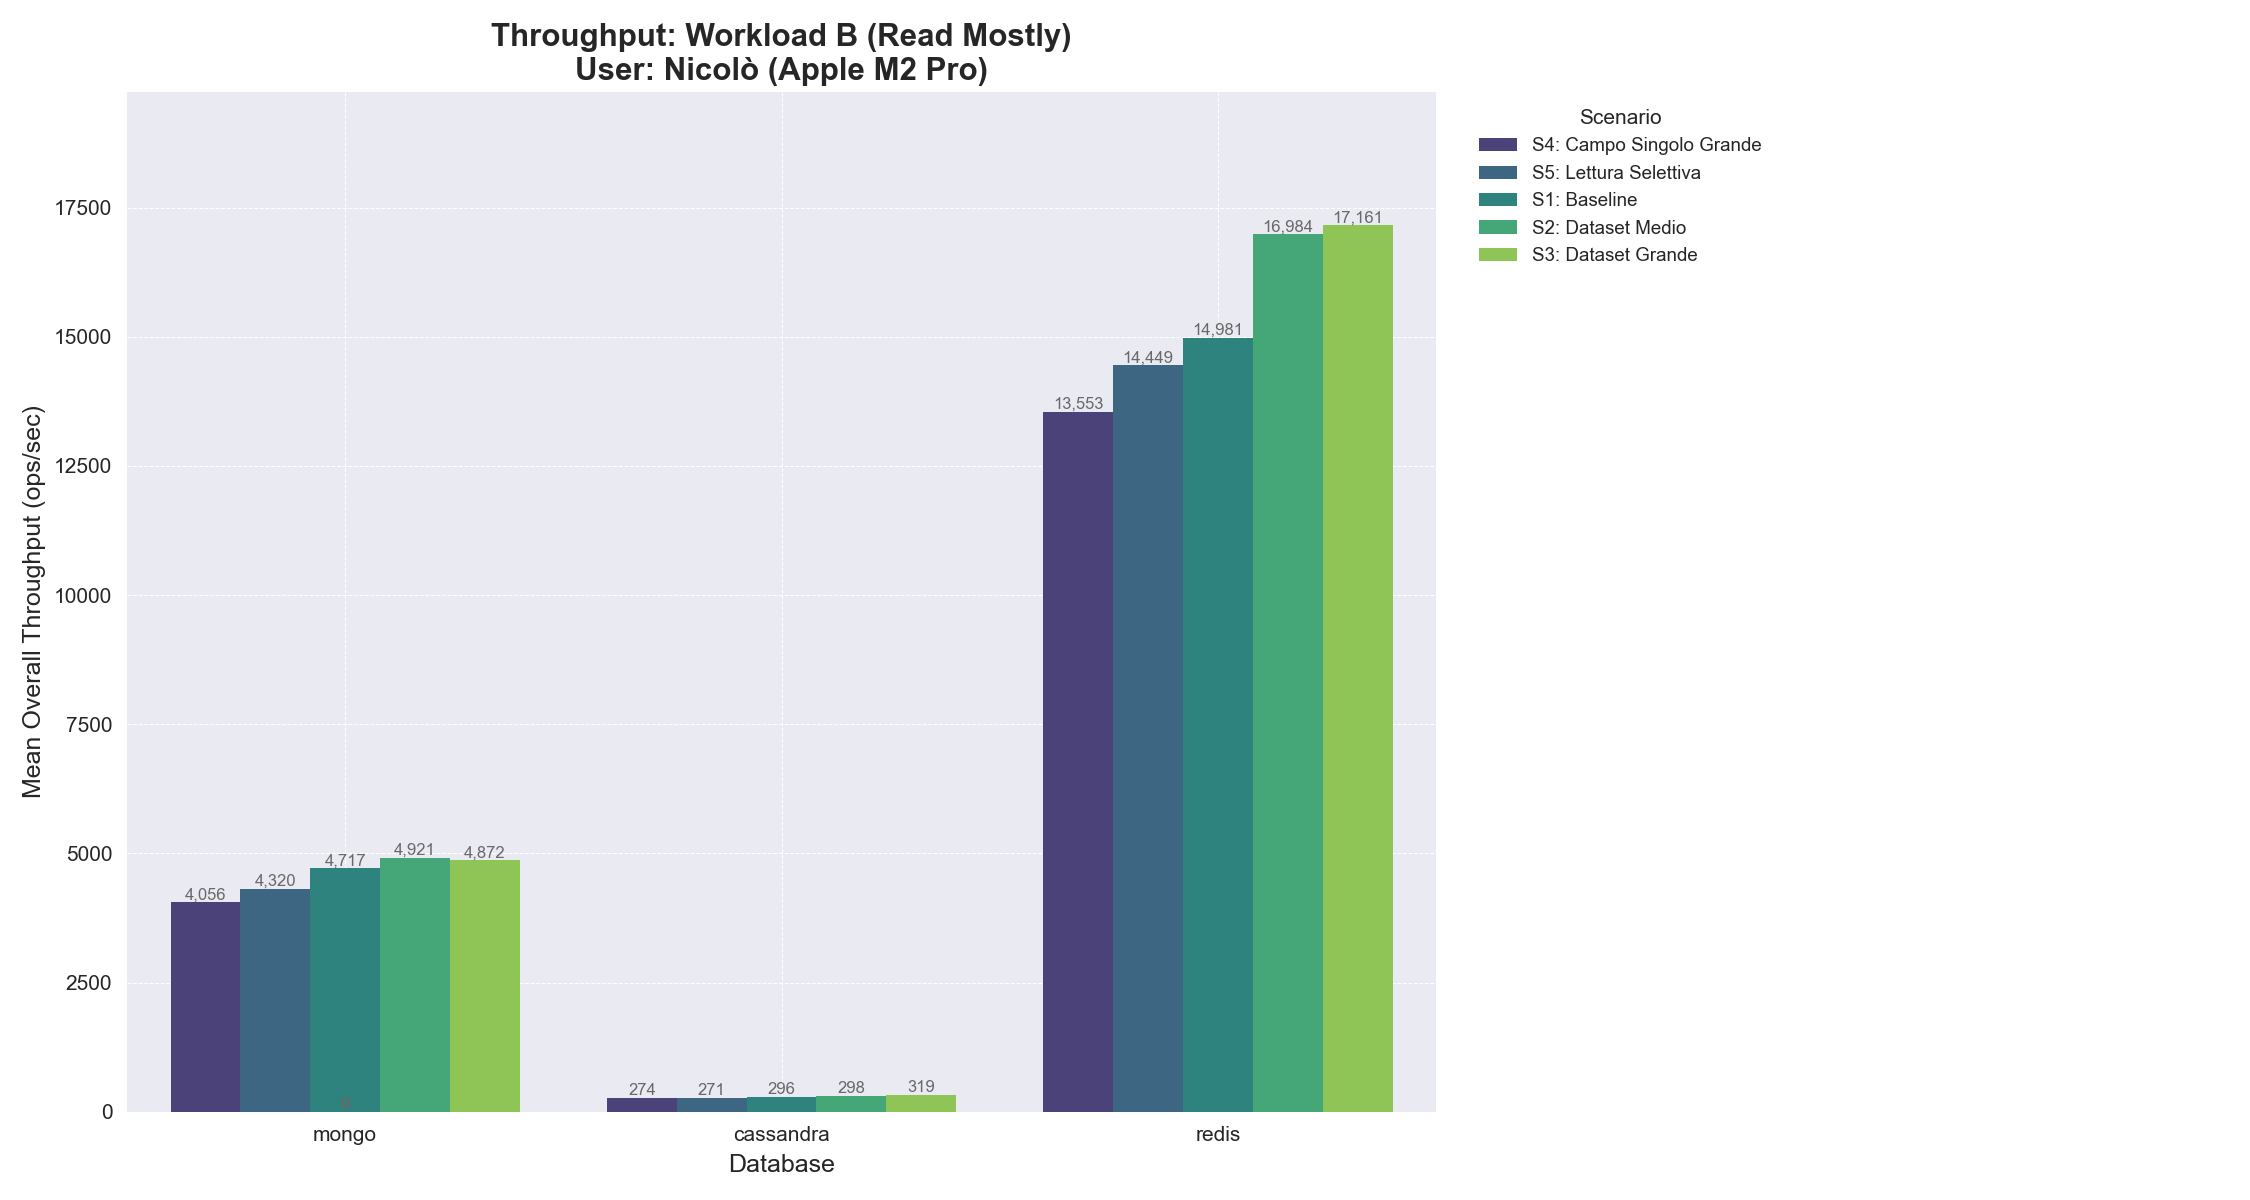 Throughput: Workload B (Read Mostly)
User: Nicolò (Apple M2 Pro)
Scenario
S4: Campo Singolo Grande
S5: Lettura Selettiva
S1: Baseline
S2: Dataset Medio
S3: Dataset Grande
Mean Overall Throughput (ops/sec)
17500
15000
12500
10000
7500
5000
2500
0
4,056
4,320
4,717
4,921
4,872
0
274
271
296
298
319
13,553
14,449
14,981
16,984
17,161
mongo
cassandra
redis
Database